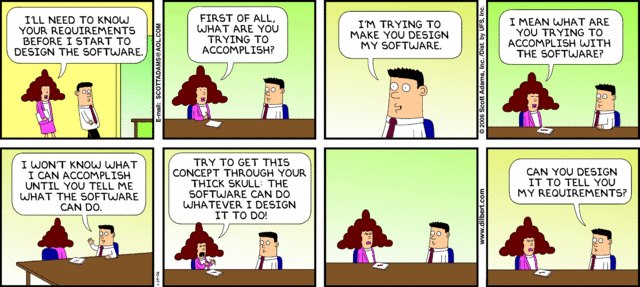 I'LL NEED TO KNOW
YOUR REQUIREMENTS
BEFORE I START TO
DESIGN THE SOFTWARE.
E-mail: SCOTTADAMS@AOL.COM
FIRST OF ALL,
WHAT ARE YOU
TRYING TO
ACCOMPLISH?
I'M TRYING TO
MAKE YOU DESIGN
MY SOFTWARE.
© 2006 Scott Adams, Inc./Dist. by UFS, Inc.
I MEAN WHAT ARE
YOU TRYING TO
ACCOMPLISH WITH
THE SOFTWARE?
I WON'T KNOW WHAT
I CAN ACCOMPLISH
UNTIL YOU TELL ME
WHAT THE SOFTWARE
CAN DO.
1-29-06
TRY TO GET THIS
CONCEPT THROUGH YOUR
THICK SKULL: THE
SOFTWARE CAN DO
WHATEVER I DESIGN
IT TO DO!
www.dilbert.com
CAN YOU DESIGN
IT TO TELL YOU
MY REQUIREMENTS?